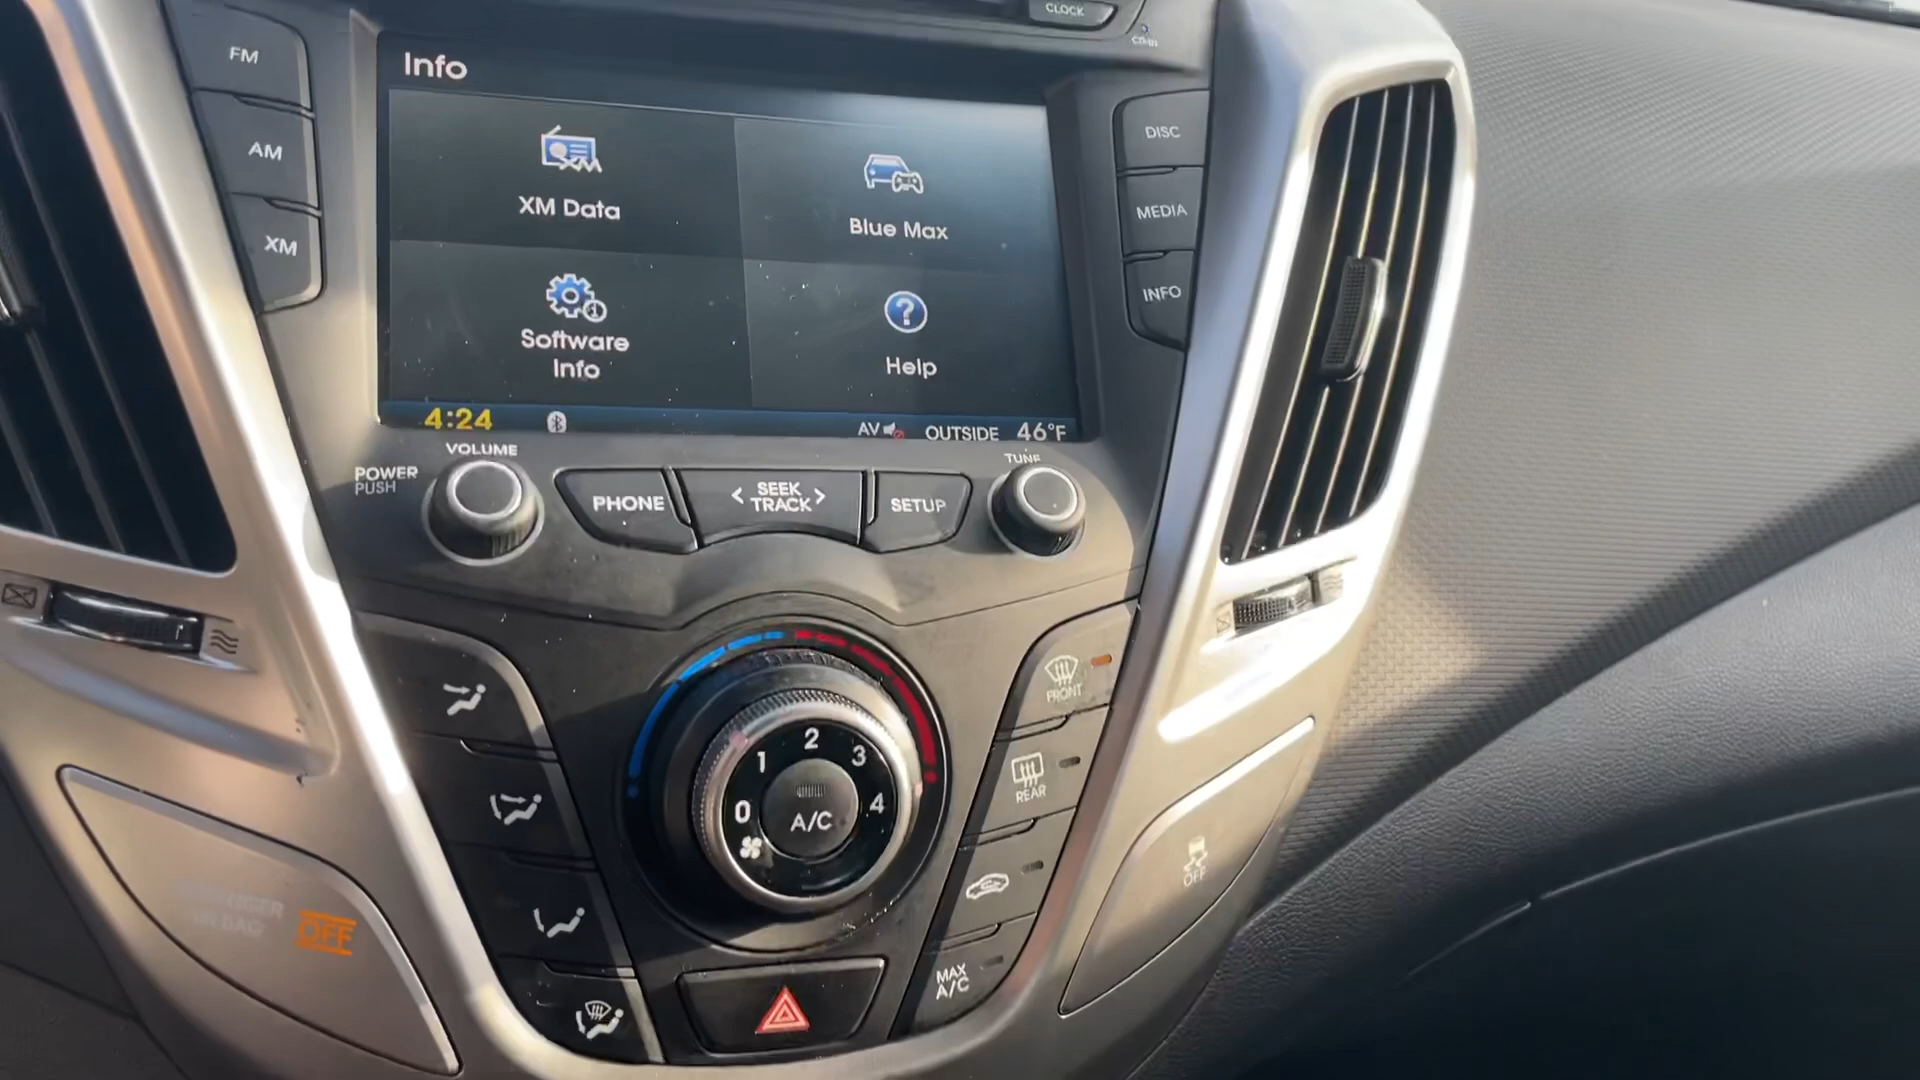 CLOCK
FM
AM
XM
Info
XM Data
Blue Max
Software
Info
Help
4:24
AV
OUTSIDE 46°F
DISC
MEDIA
INFO
VOLUME
POWER
PUSH
PHONE
< SEEK >
TRACK
SETUP
TUNE
0
1
2
3
4
A/C
FRONT
REAR
MAX
A/C
OFF
OFF